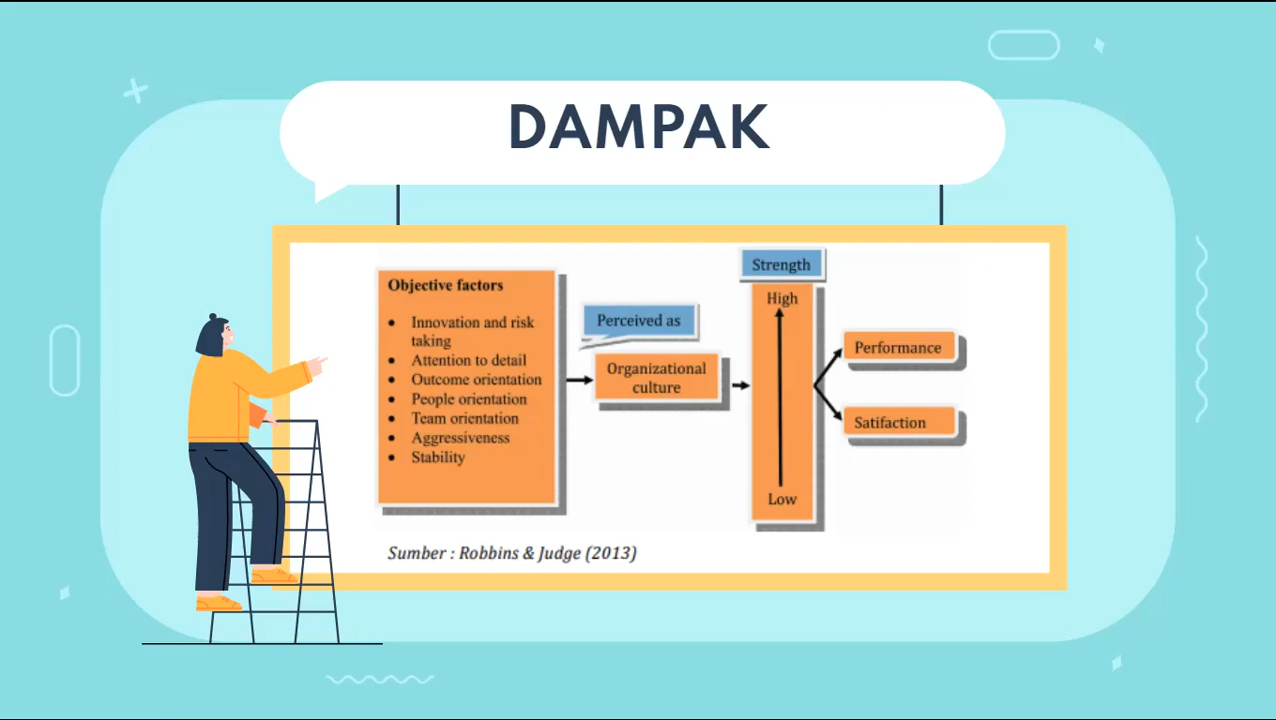 DAMPAK
Objective factors
• Innovation and risk
taking
• Attention to detail
• Outcome orientation
• People orientation
• Team orientation
• Aggressiveness
• Stability
Perceived as
Organizational
culture
Strength
High
Low
Performance
Satifaction
Sumber : Robbins & Judge (2013)